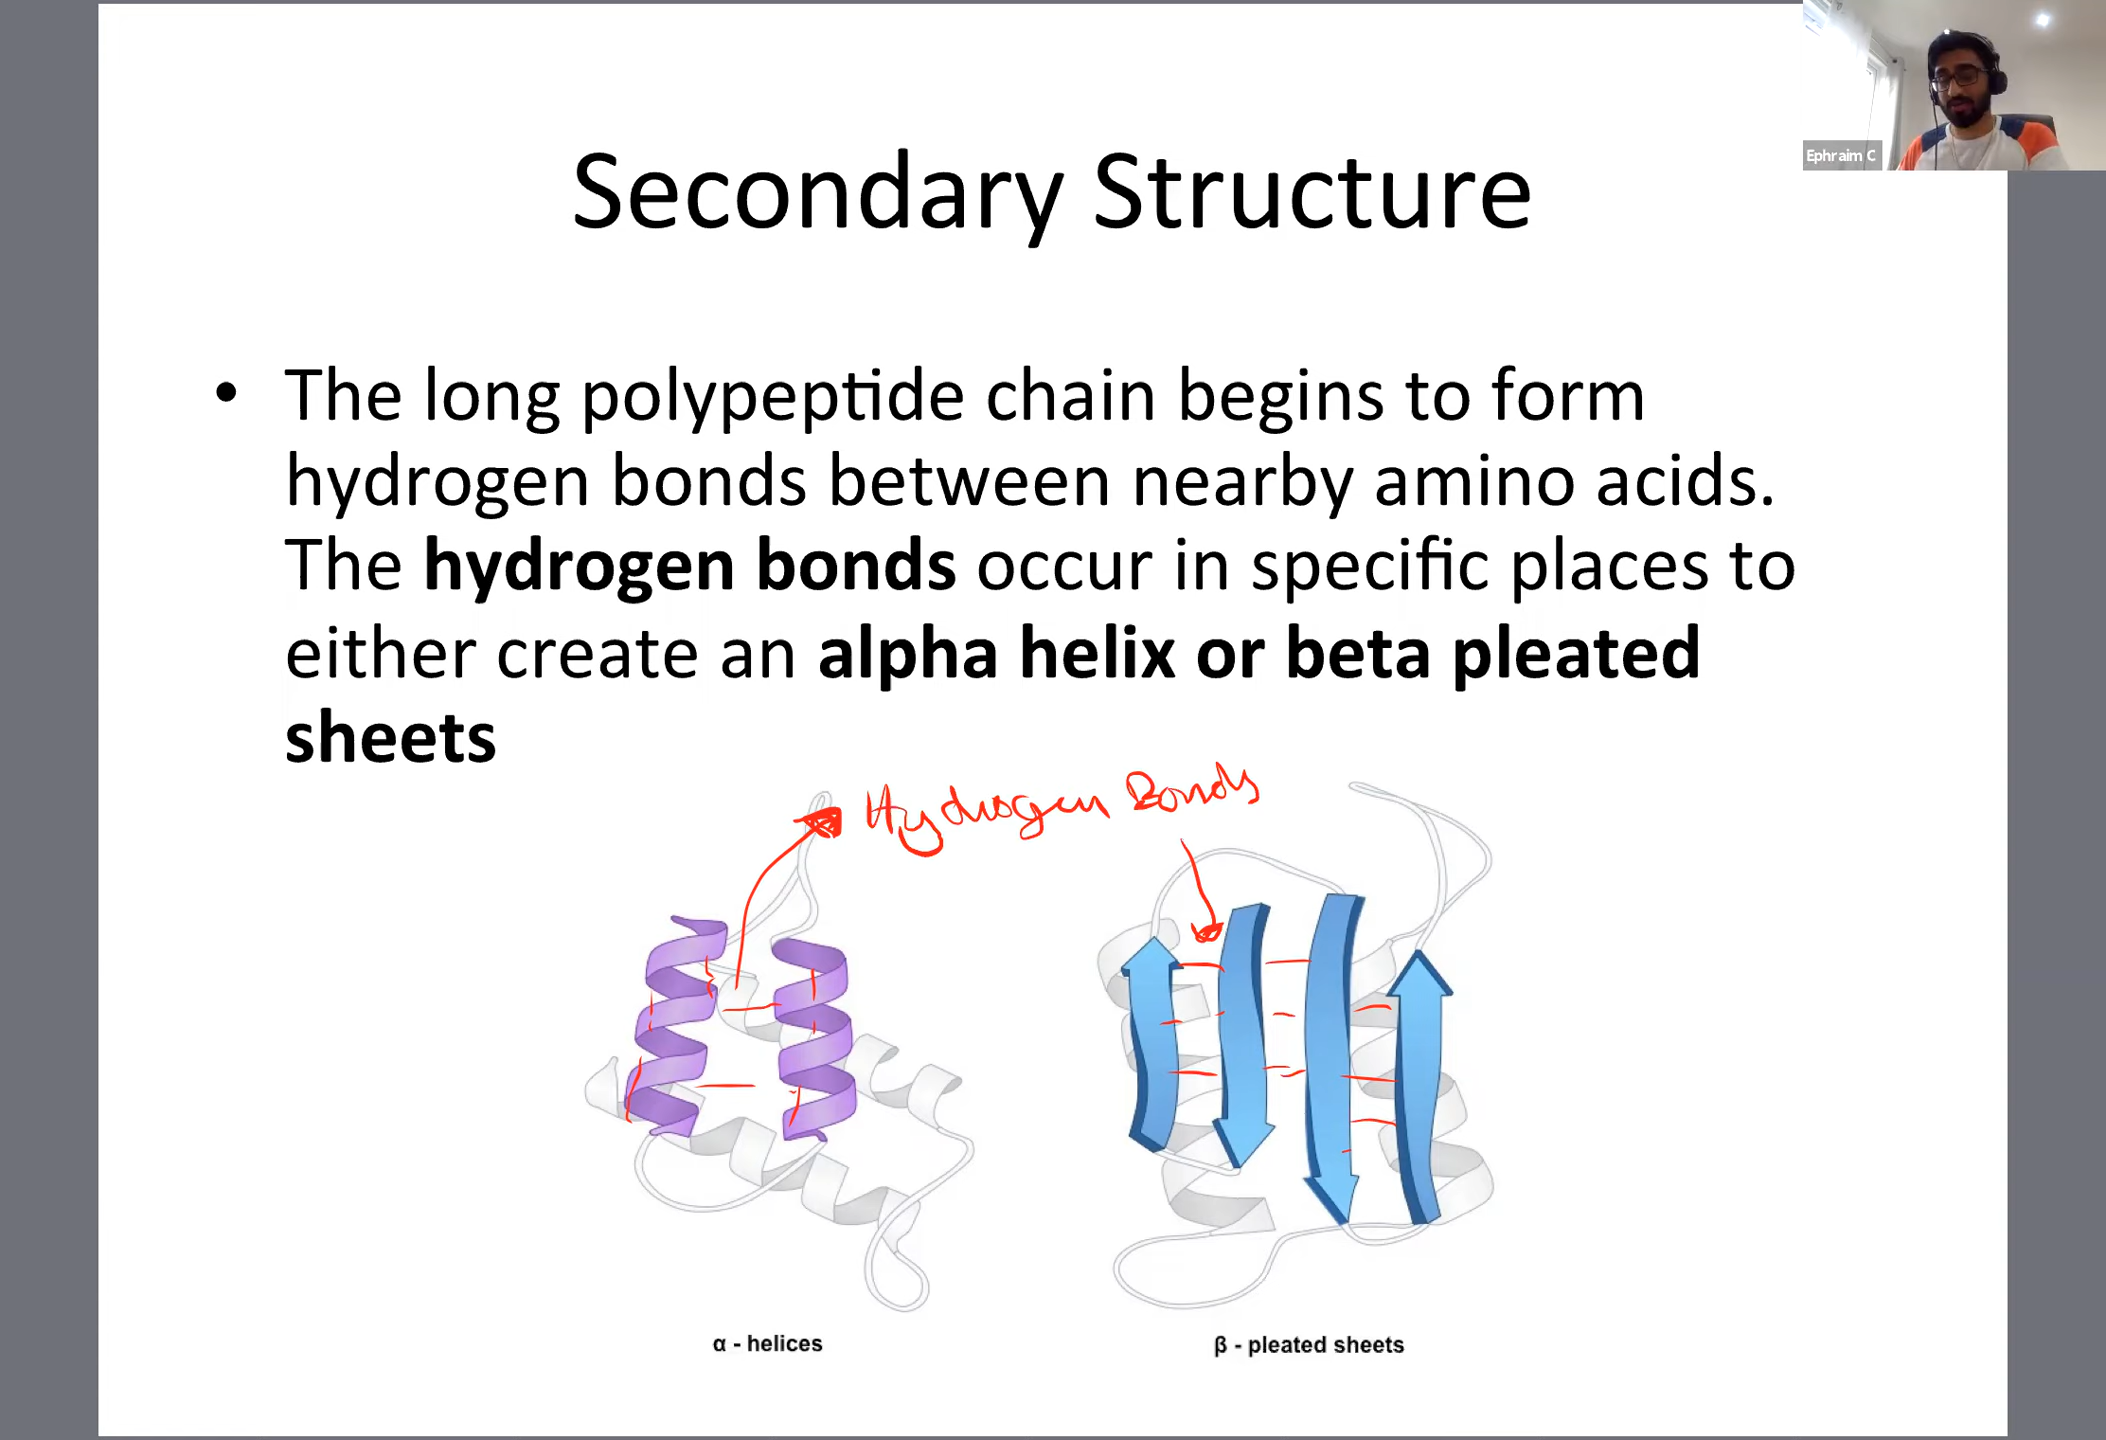 Ephraim C
Secondary Structure
• The long polypeptide chain begins to form
hydrogen bonds between nearby amino acids.
The hydrogen bonds occur in specific places to
either create an alpha helix or beta pleated
sheets
Hydrogen Bonds
α - helices
β - pleated sheets